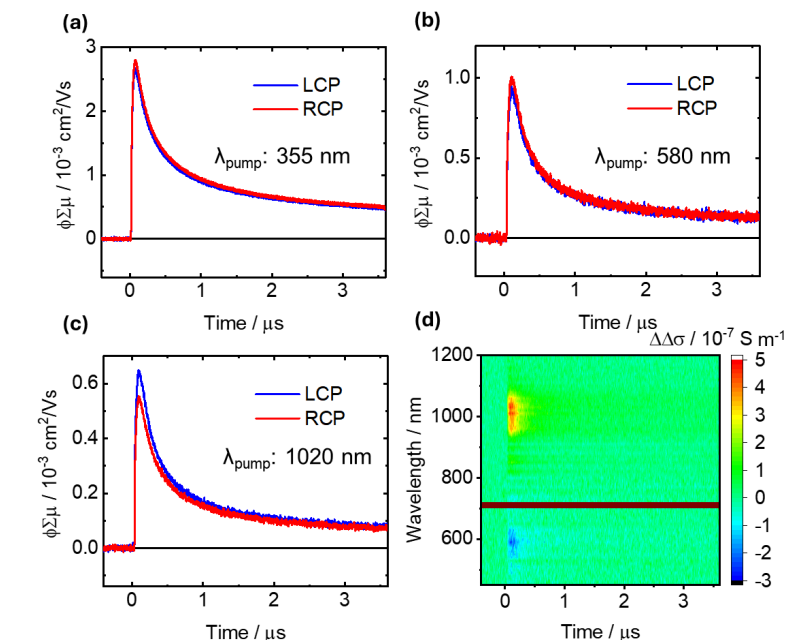 (a)
3
2
1
0
ϕΣμ / 10⁻³ cm²/Vs
LCP
RCP
λpump: 355 nm
0 1 2 3
Time / μs
(b)
1.0
0.5
0.0
ϕΣμ / 10⁻³ cm²/Vs
LCP
RCP
λpump: 580 nm
0 1 2 3
Time / μs
(c)
0.6
0.4
0.2
0.0
ϕΣμ / 10⁻³ cm²/Vs
LCP
RCP
λpump: 1020 nm
0 1 2 3
Time / μs
(d)
ΔΔσ / 10⁻⁷ S m⁻¹
1200
1000
800
600
Wavelength / nm
0 1 2 3
Time / μs
5
4
3
2
1
0
-1
-2
-3